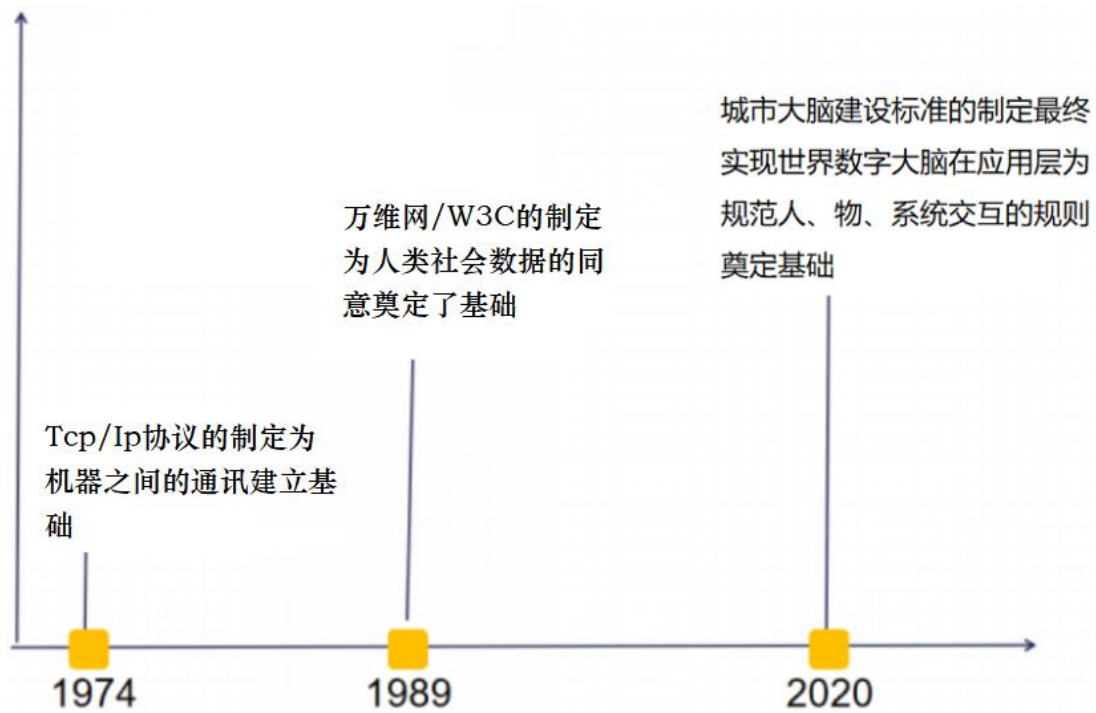 城市大脑建设标准的制定最终
实现世界数字大脑在应用层为
规范人、物、系统交互的规则
奠定基础
万维网/W3C的制定
为人类社会数据的同
意奠定了基础
Tcp/Ip协议的制定为
机器之间的通讯建立基
础
1974
1989
2020